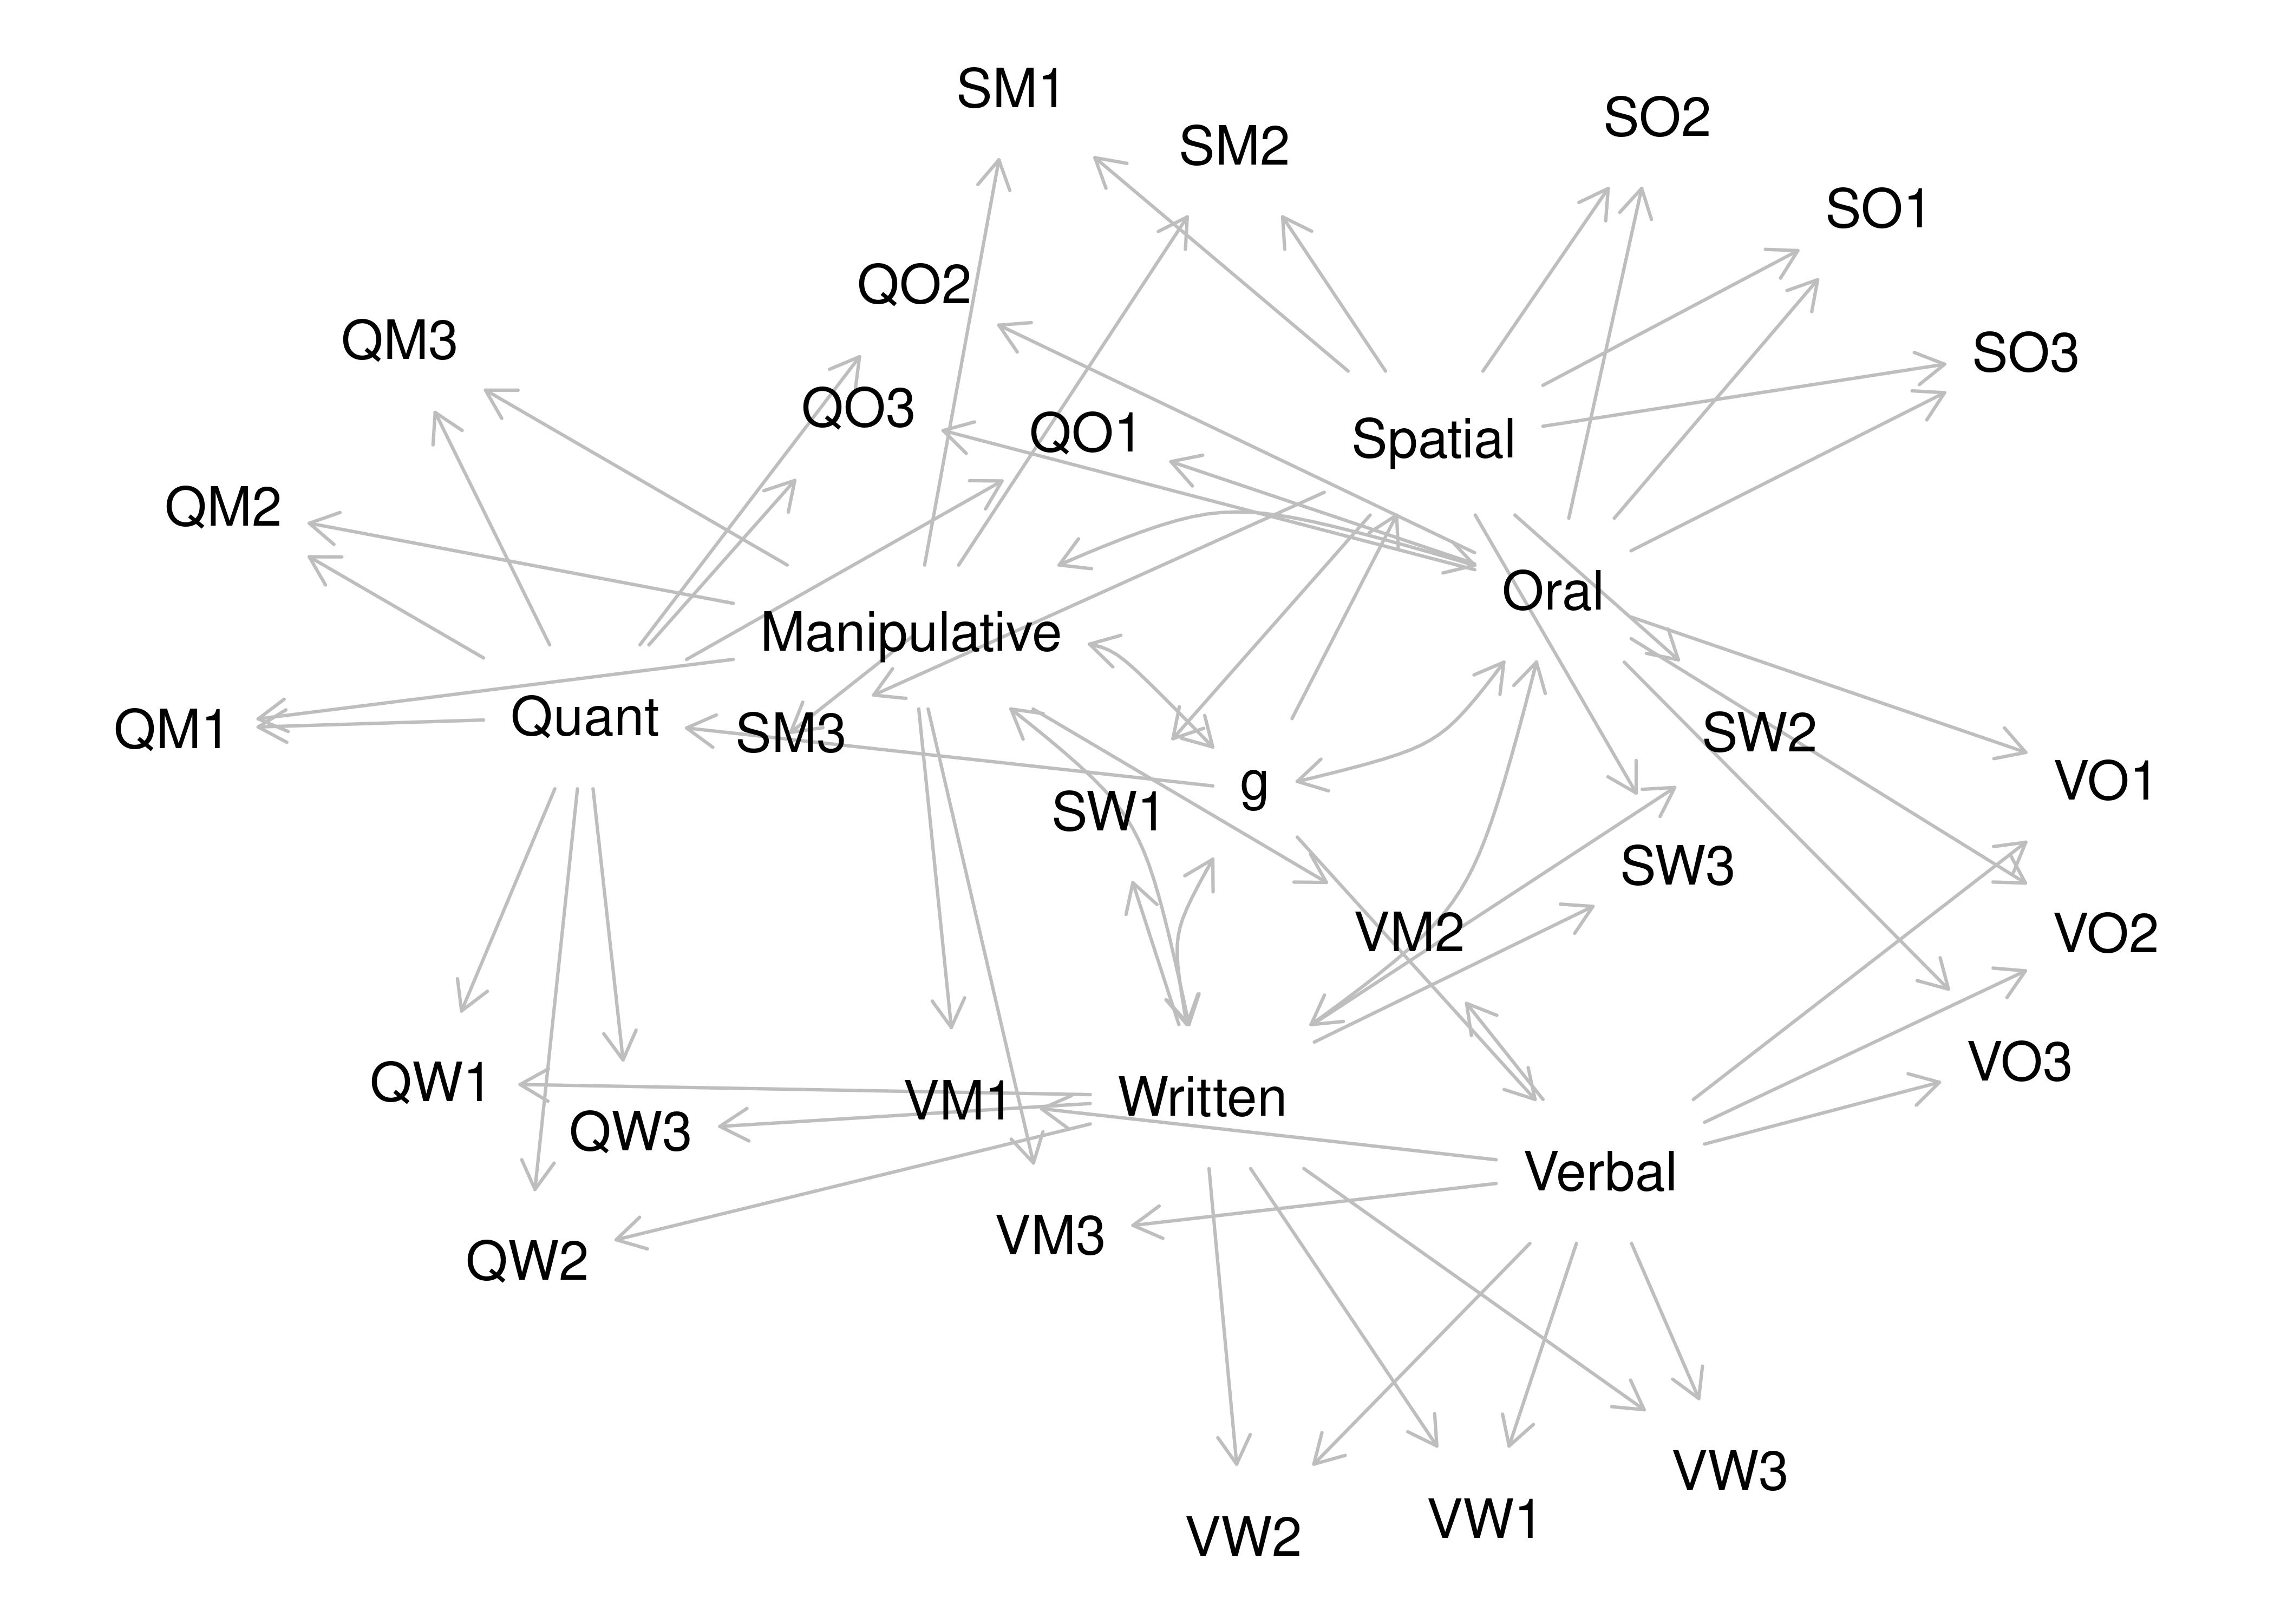 SM1
SO2
SM2
SO1
QO2
QM3
SO3
QO3
QO1
Spatial
QM2
Oral
Manipulative
Quant
QM1
SM3
SW2
g
VO1
SW1
SW3
VM2
VO2
VO3
QW1
Written
VM1
QW3
Verbal
VM3
QW2
VW3
VW1
VW2